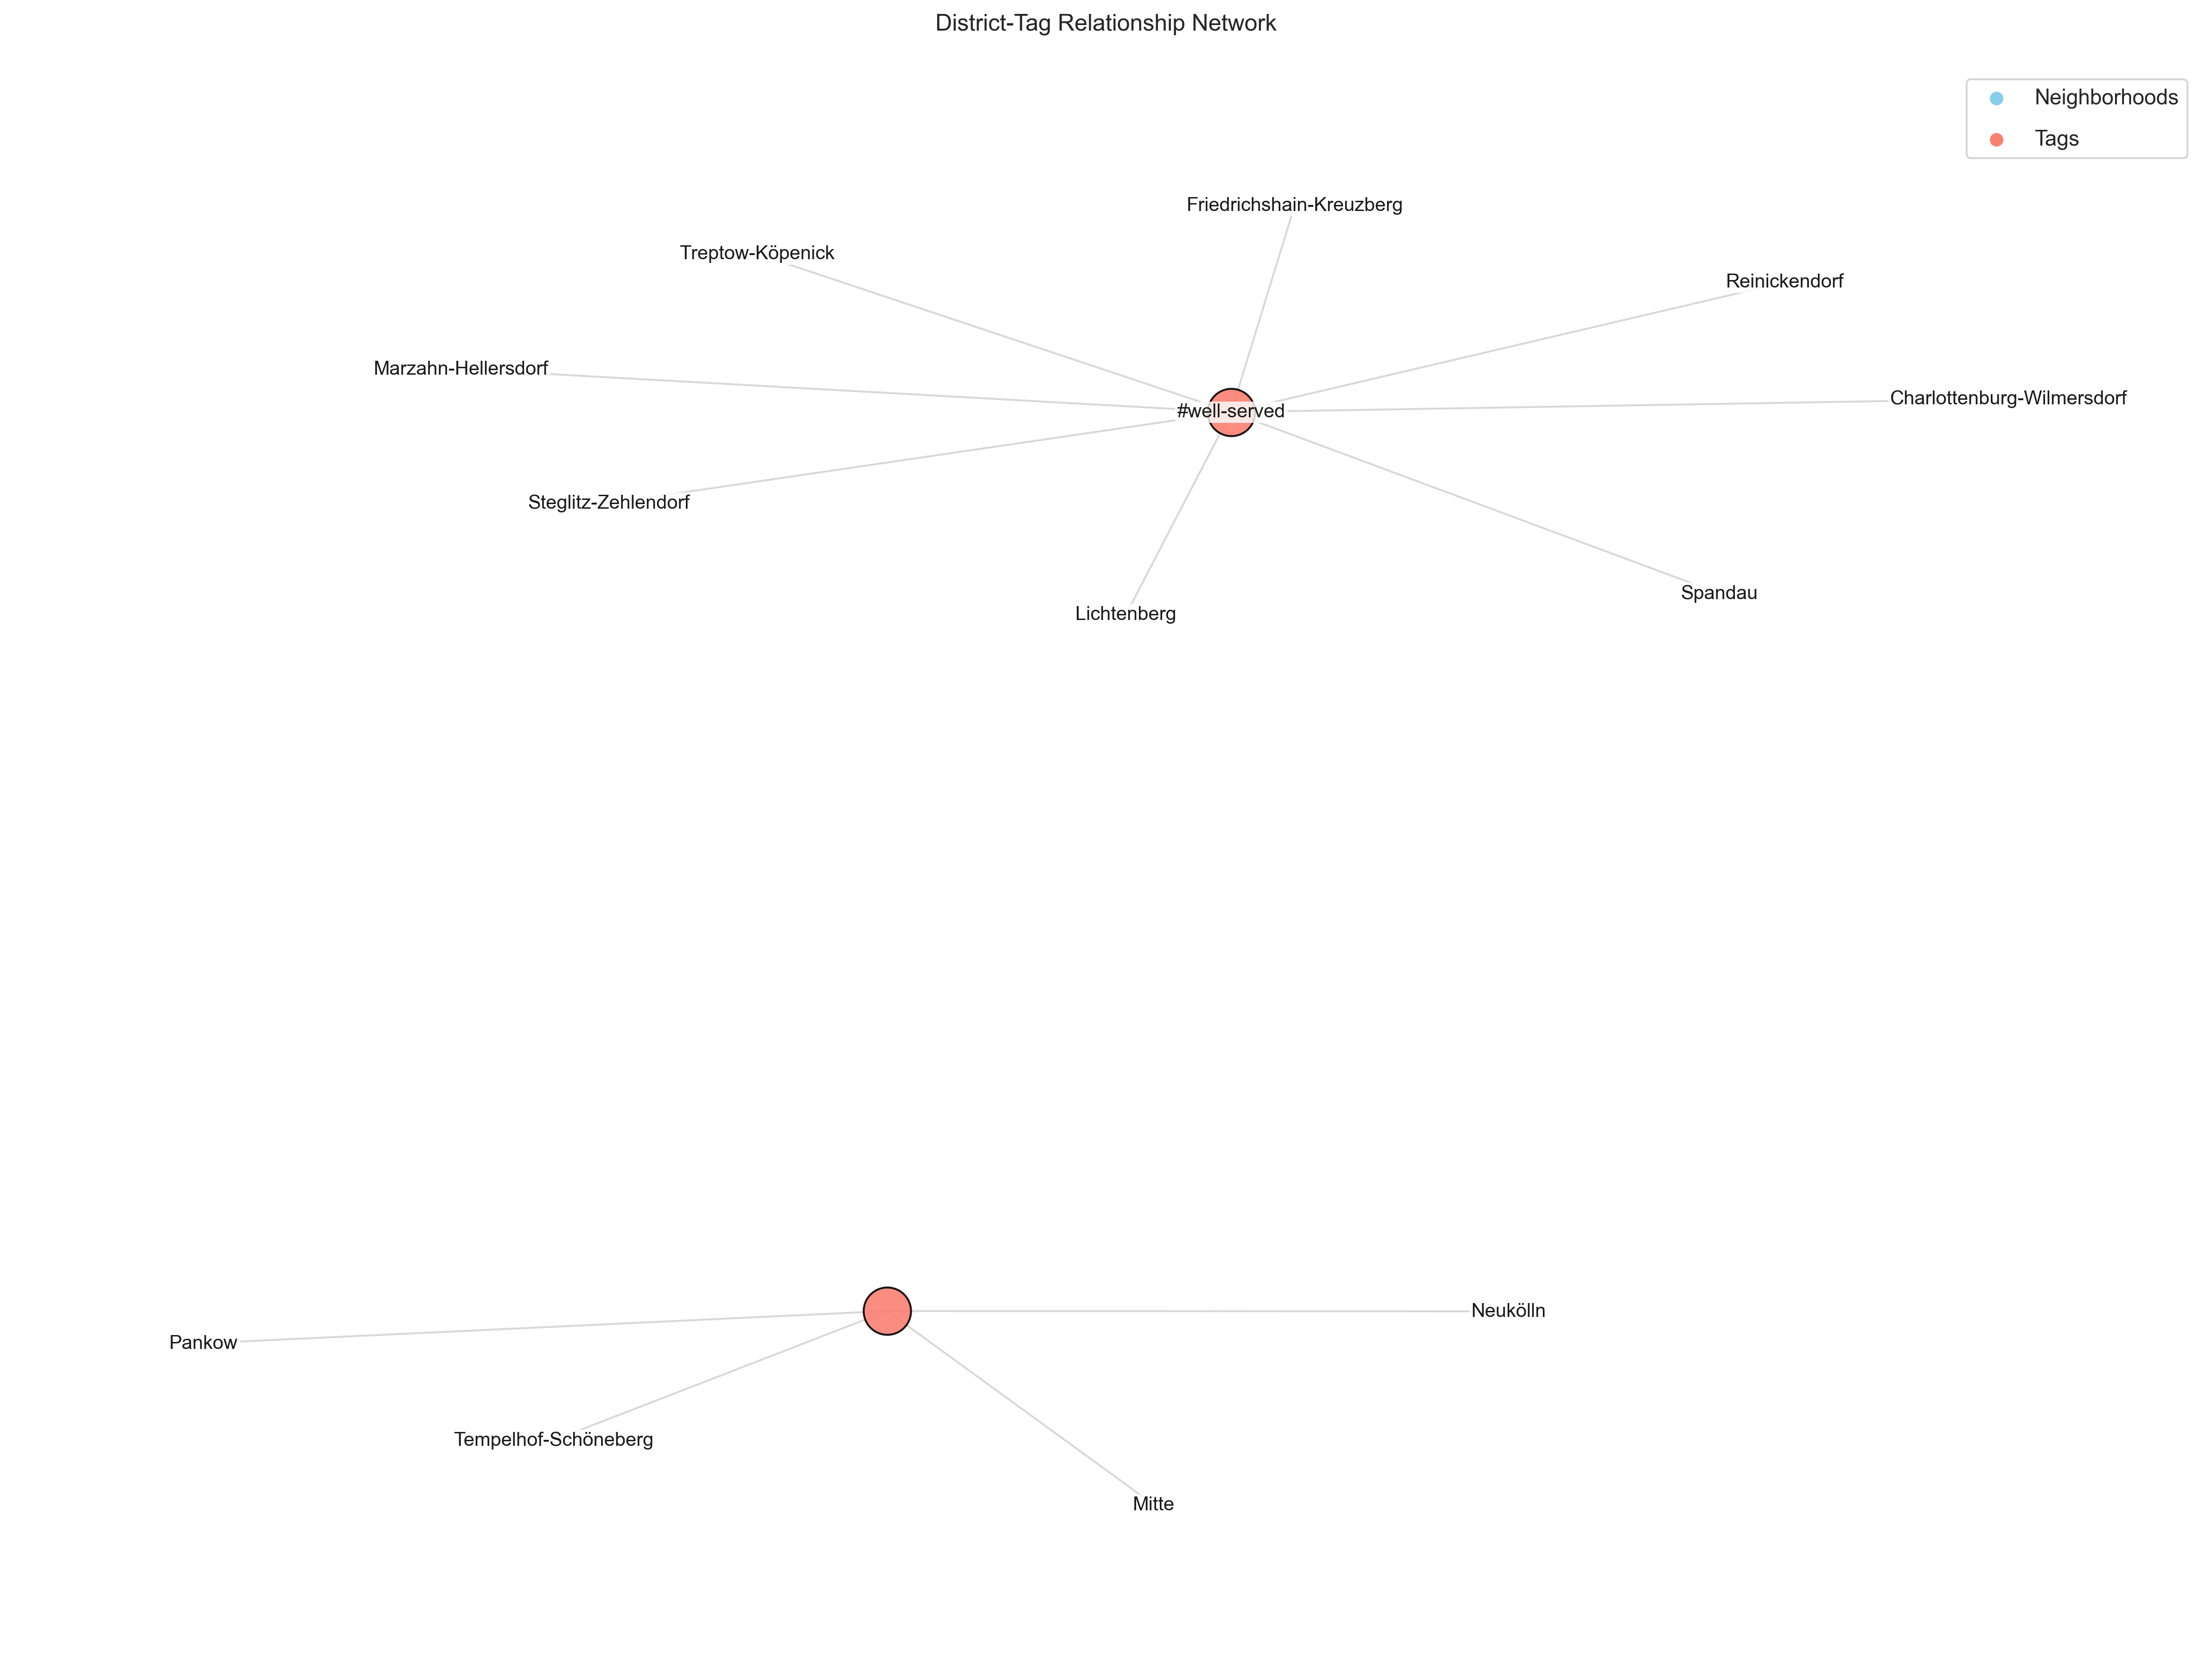 District-Tag Relationship Network
Neighborhoods
Tags
Friedrichshain-Kreuzberg
Treptow-Köpenick
Reinickendorf
Marzahn-Hellersdorf
Charlottenburg-Wilmersdorf
#well-served
Steglitz-Zehlendorf
Spandau
Lichtenberg
Neukölln
Pankow
Tempelhof-Schöneberg
Mitte